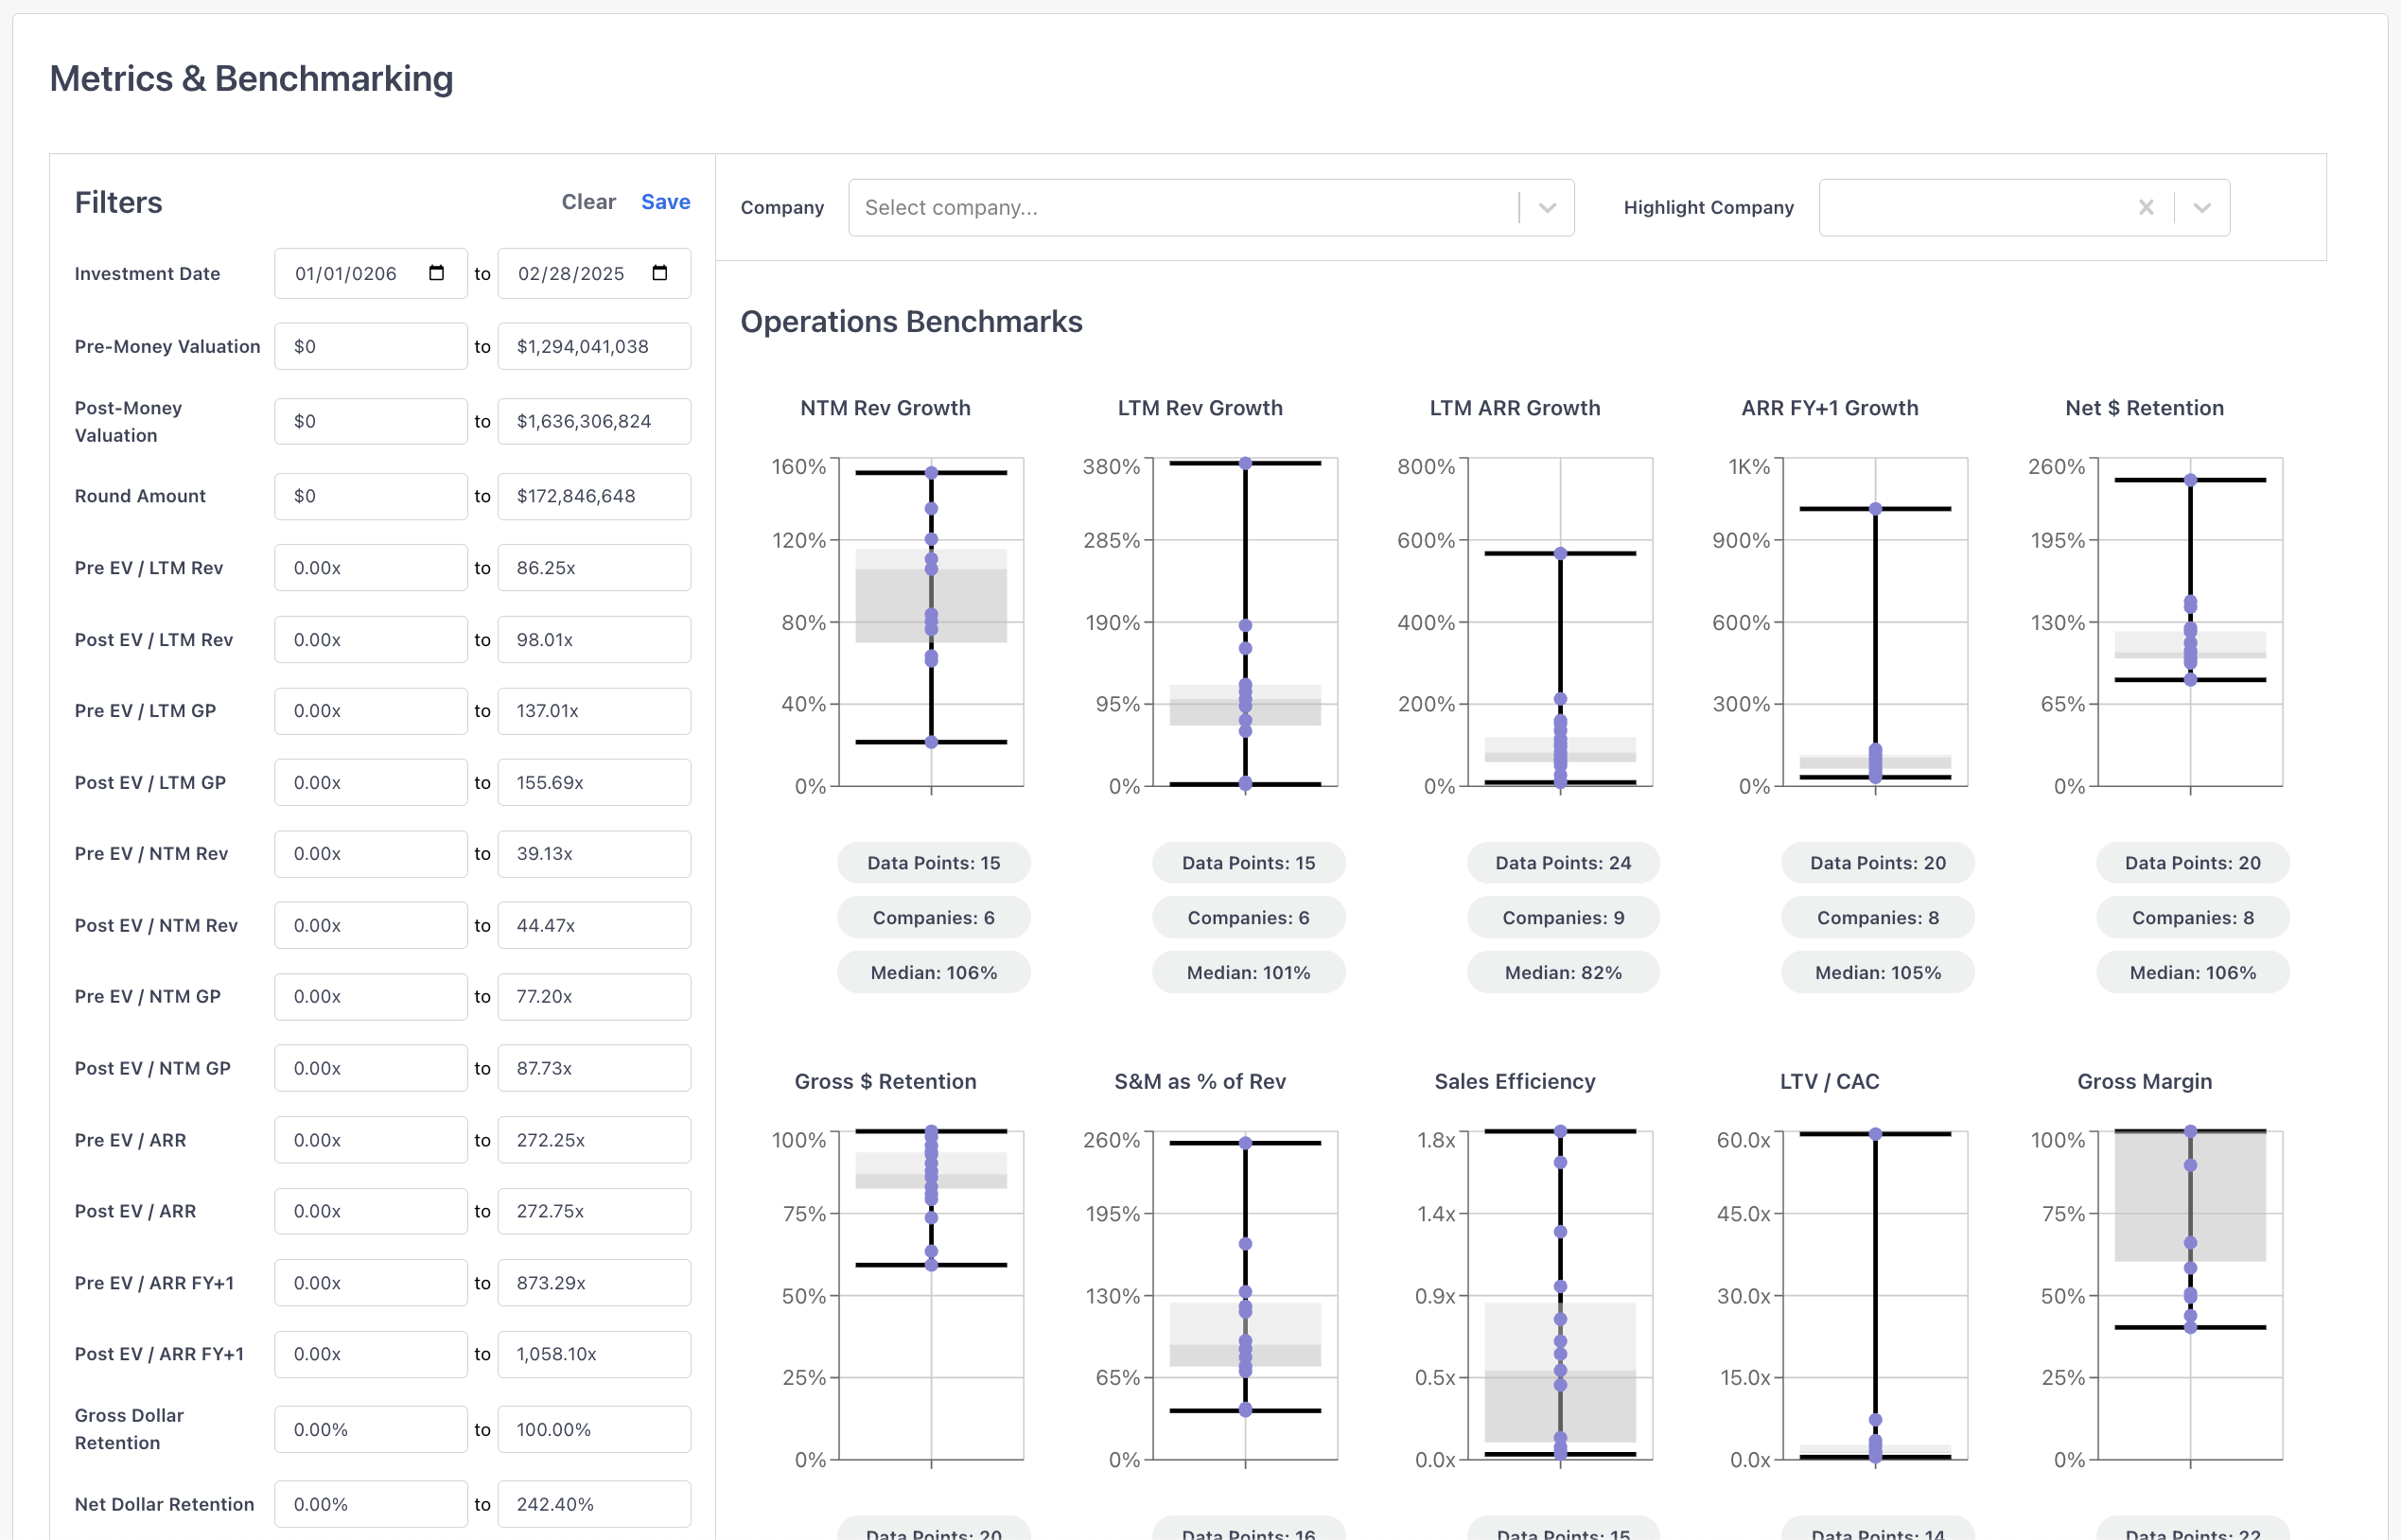 Metrics & Benchmarking
Filters
Clear
Save
Investment Date
01/01/0206
to
02/28/2025
Pre-Money Valuation
$0
to
$1,294,041,038
Post-Money
Valuation
$0
to
$1,636,306,824
Round Amount
$0
to
$172,846,648
Pre EV / LTM Rev
0.00x
to
86.25x
Post EV / LTM Rev
0.00x
to
98.01x
Pre EV / LTM GP
0.00x
to
137.01x
Post EV / LTM GP
0.00x
to
155.69x
Pre EV / NTM Rev
0.00x
to
39.13x
Post EV / NTM Rev
0.00x
to
44.47x
Pre EV / NTM GP
0.00x
to
77.20x
Post EV / NTM GP
0.00x
to
87.73x
Pre EV / ARR
0.00x
to
272.25x
Post EV / ARR
0.00x
to
272.75x
Pre EV / ARR FY+1
0.00x
to
873.29x
Post EV / ARR FY+1
0.00x
to
1,058.10x
Gross Dollar
Retention
0.00%
to
100.00%
Net Dollar Retention
0.00%
to
242.40%
Company
Select company...
Highlight Company
Operations Benchmarks
NTM Rev Growth
160%
120%
80%
40%
0%
Data Points: 15
Companies: 6
Median: 106%
LTM Rev Growth
380%
285%
190%
95%
0%
Data Points: 15
Companies: 6
Median: 101%
LTM ARR Growth
800%
600%
400%
200%
0%
Data Points: 24
Companies: 9
Median: 82%
ARR FY+1 Growth
1K%
900%
600%
300%
0%
Data Points: 20
Companies: 8
Median: 105%
Net $ Retention
260%
195%
130%
65%
0%
Data Points: 20
Companies: 8
Median: 106%
Gross $ Retention
100%
75%
50%
25%
0%
Data Points: 20
S&M as % of Rev
260%
195%
130%
65%
0%
Data Points: 16
Sales Efficiency
1.8x
1.4x
0.9x
0.5x
0.0x
Data Points: 15
LTV / CAC
60.0x
45.0x
30.0x
15.0x
0.0x
Data Points: 14
Gross Margin
100%
75%
50%
25%
0%
Data Points: 22